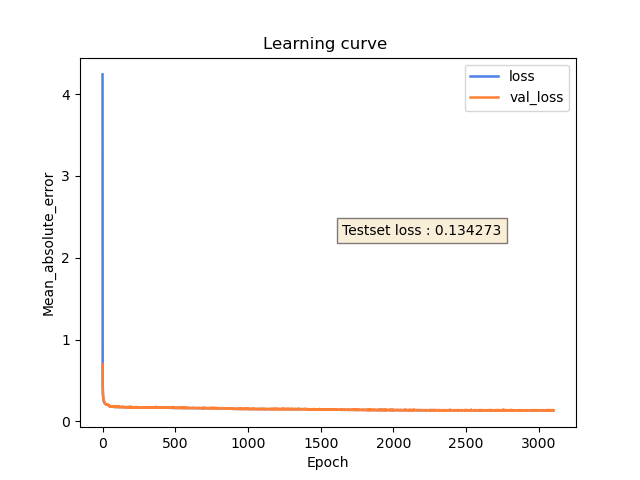 Learning curve
loss
val_loss
Testset loss : 0.134273
Mean_absolute_error
4
3
2
1
0
0 500 1000 1500 2000 2500 3000
Epoch